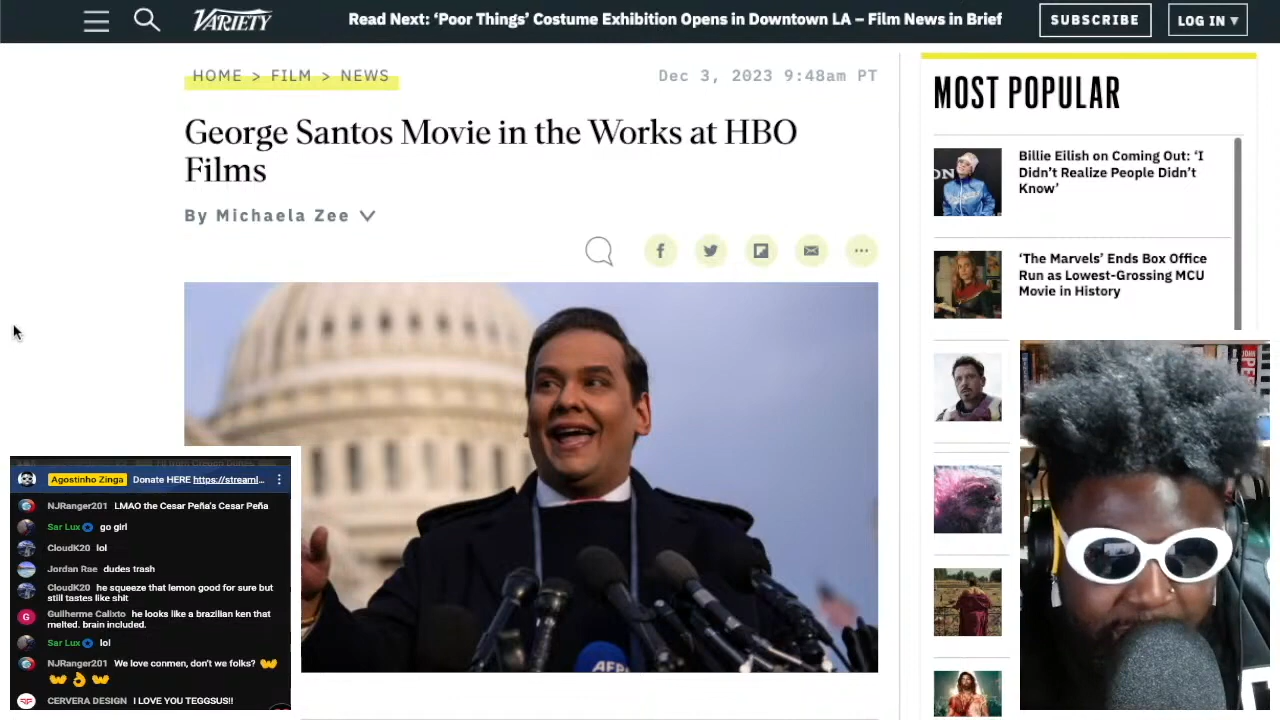 VARIETY
Read Next: ‘Poor Things’ Costume Exhibition Opens in Downtown LA – Film News in Brief
SUBSCRIBE
LOG IN ▾
HOME > FILM > NEWS
Dec 3, 2023 9:48am PT
George Santos Movie in the Works at HBO
Films
By Michaela Zee
MOST POPULAR
Billie Eilish on Coming Out: ‘I
Didn’t Realize People Didn’t
Know’
‘The Marvels’ Ends Box Office
Run as Lowest-Grossing MCU
Movie in History
AFP
Agostinho Zinga Donate HERE https://streaml...
NJRanger201 LMAO the Cesar Peña's Cesar Peña
Sar Lux go girl
CloudK20 lol
Jordan Rae dudes trash
CloudK20 he squeeze that lemon good for sure but
still tastes like shit
G
Guilherme Calixto he looks like a brazilian ken that
melted. brain included.
Sar Lux lol
NJRanger201 We love conmen, don't we folks? 👐
👐 👌 👐
CERVERA DESIGN I LOVE YOU TEGGSUS!!